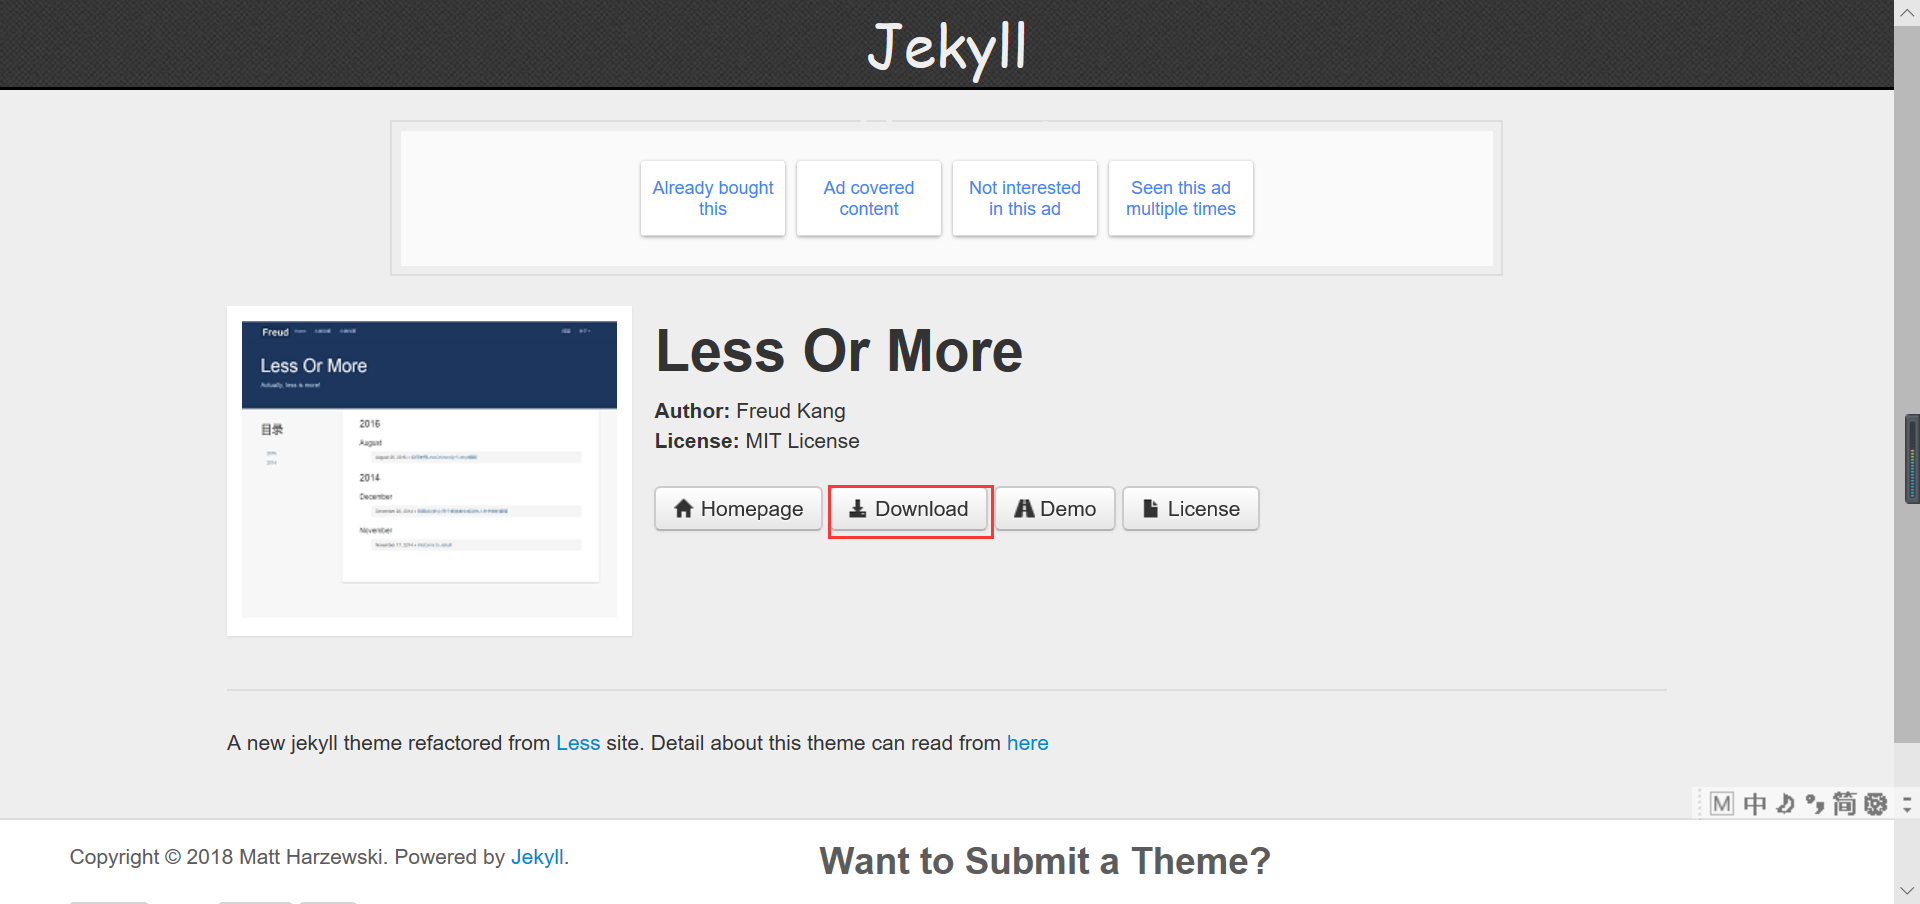 Jekyll
Already bought
this
Ad covered
content
Not interested
in this ad
Seen this ad
multiple times
Freud
Less Or More
Actually, less is more!
目录
2016
2014
2016
August
2014
December
November
Less Or More
Author: Freud Kang
License: MIT License
Homepage
Download
Demo
License
A new jekyll theme refactored from Less site. Detail about this theme can read from here
M 中 简
Copyright © 2018 Matt Harzewski. Powered by Jekyll.
Want to Submit a Theme?